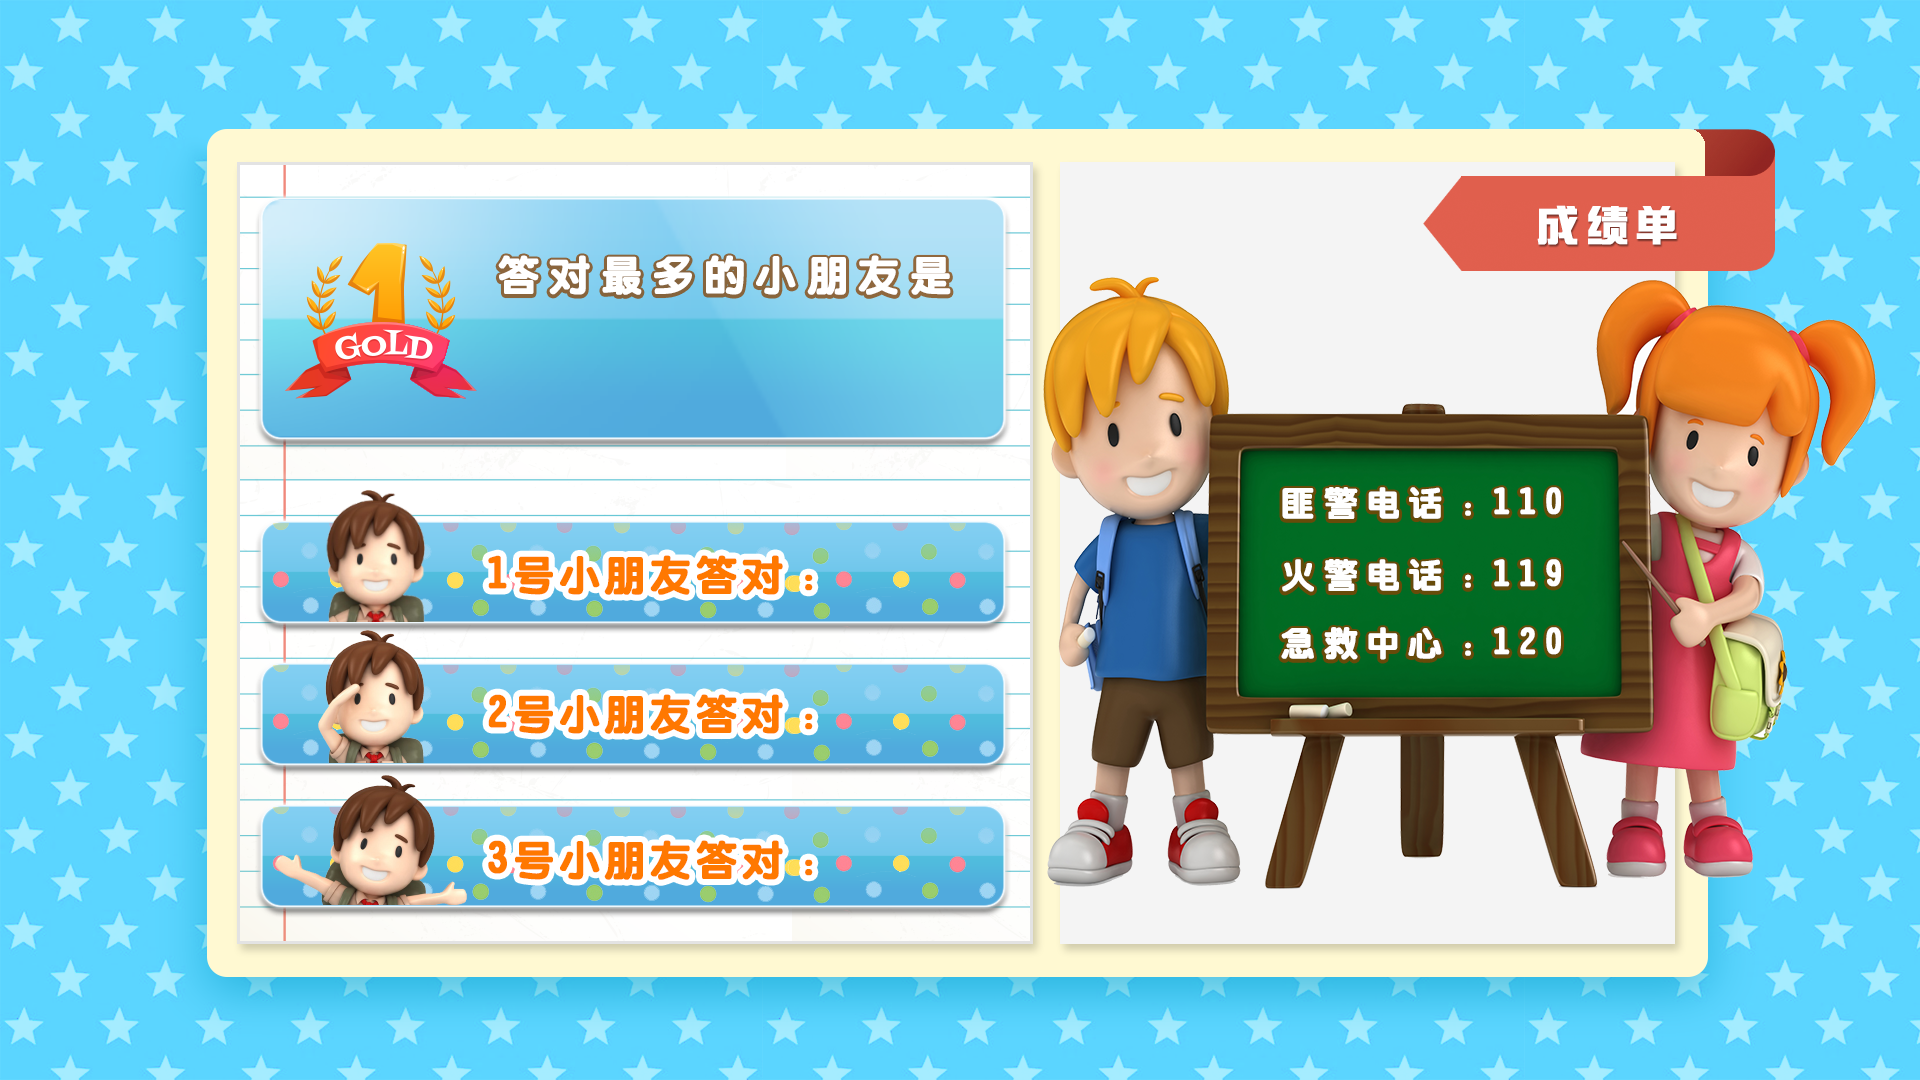 答对最多的小朋友是
GOLD
1号小朋友答对：
2号小朋友答对：
3号小朋友答对：
成绩单
匪警电话：110
火警电话：119
急救中心：120